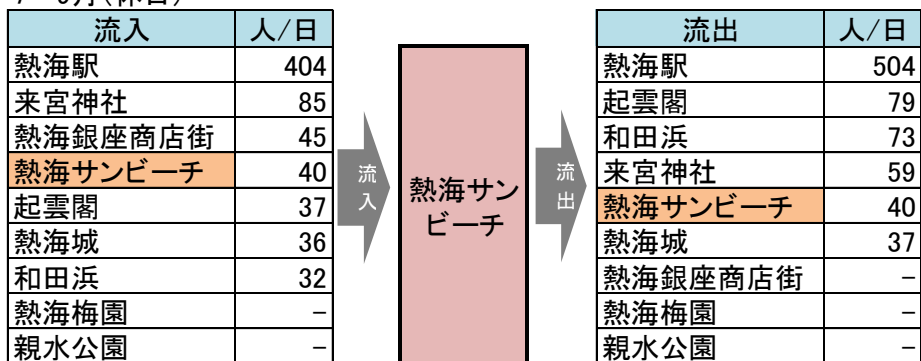 流入 人/日
熱海駅 404
来宮神社 85
熱海銀座商店街 45
熱海サンビーチ 40
起雲閣 37
熱海城 36
和田浜 32
熱海梅園 -
親水公園 -
流入
熱海サン
ビーチ
流出
流出 人/日
熱海駅 504
起雲閣 79
和田浜 73
来宮神社 59
熱海サンビーチ 40
熱海城 37
熱海銀座商店街 -
熱海梅園 -
親水公園 -